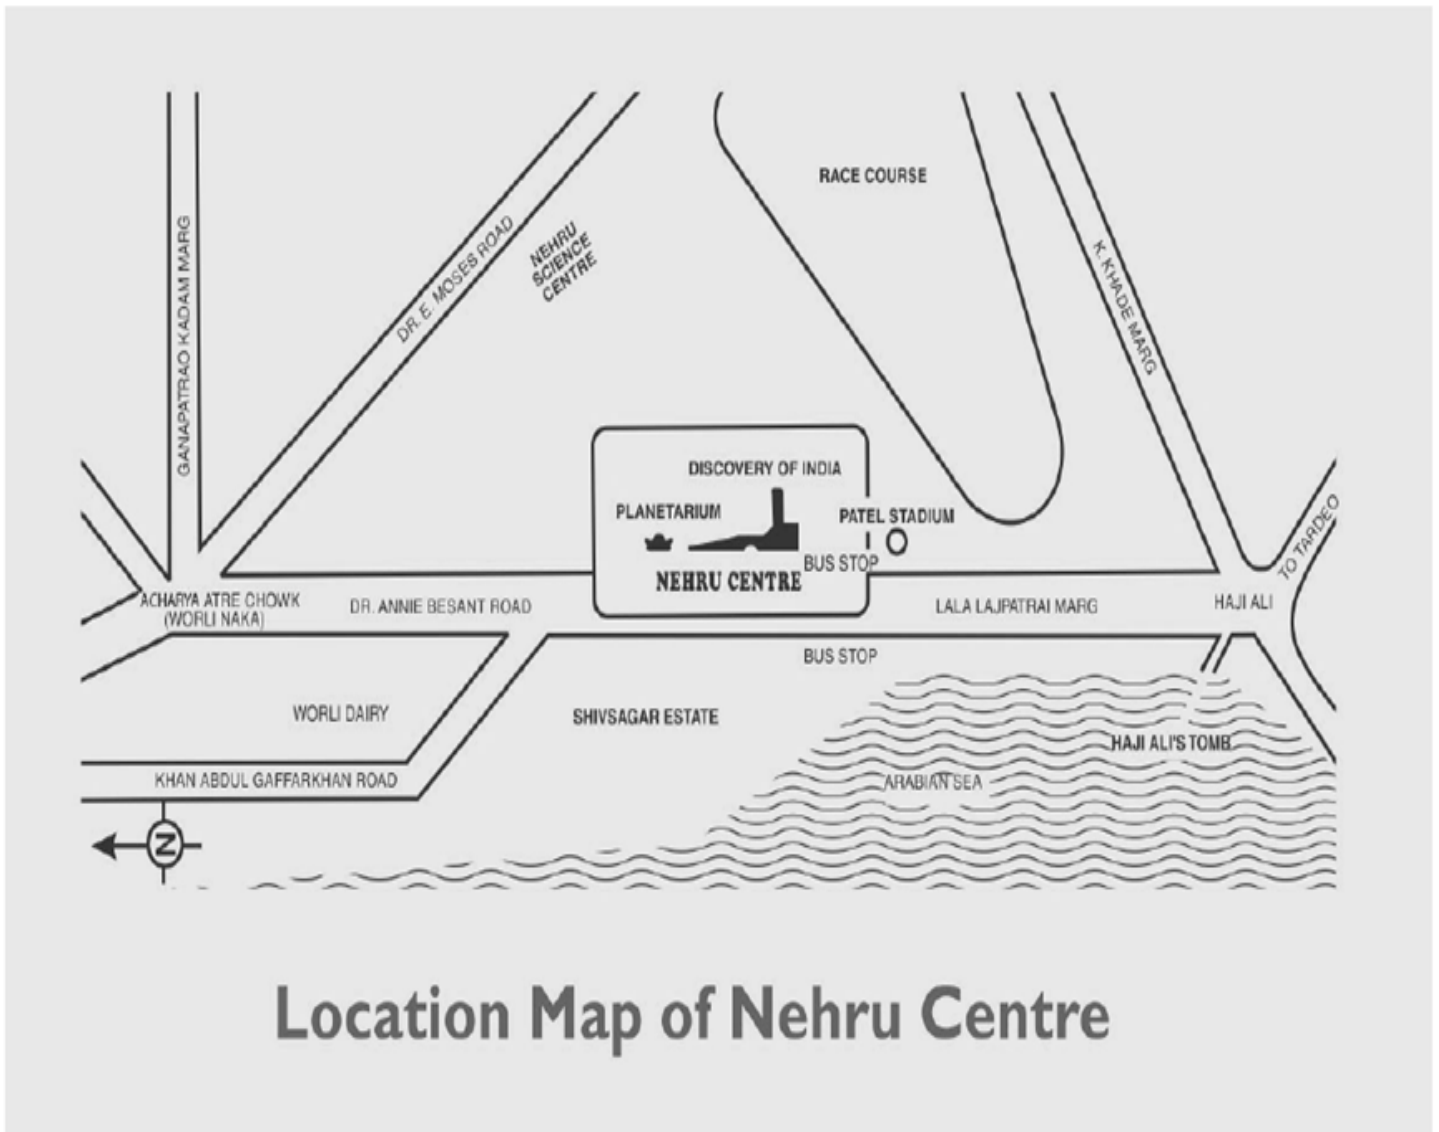 RACE COURSE
GANAPATRAO KADAM MARG
DR. E. MOSES ROAD
NEHRU
SCIENCE
CENTRE
K. KHADE MARG
DISCOVERY OF INDIA
PLANETARIUM
PATEL STADIUM
BUS STOP
NEHRU CENTRE
TO TARDEO
ACHARYA ATRE CHOWK
(WORLI NAKA)
DR. ANNIE BESANT ROAD
LALA LAJPATRAI MARG
HAJI ALI
BUS STOP
WORLI DAIRY
SHIVSAGAR ESTATE
HAJI ALI'S TOMB
KHAN ABDUL GAFFARKHAN ROAD
ARABIAN SEA
N
Location Map of Nehru Centre